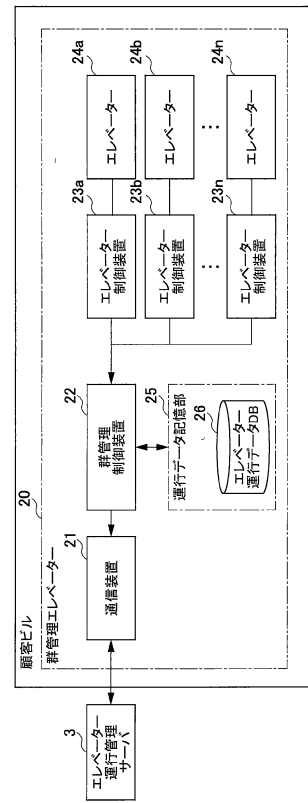 顧客ビル
20
群管理エレベーター
3
エレベーター
運行管理
サーバ
21
通信装置
22
群管理
制御装置
25
運行データ記憶部
26
エレベーター
運行データDB
23a
エレベーター
制御装置
24a
エレベーター
23b
エレベーター
制御装置
24b
エレベーター
…
…
23n
エレベーター
制御装置
24n
エレベーター